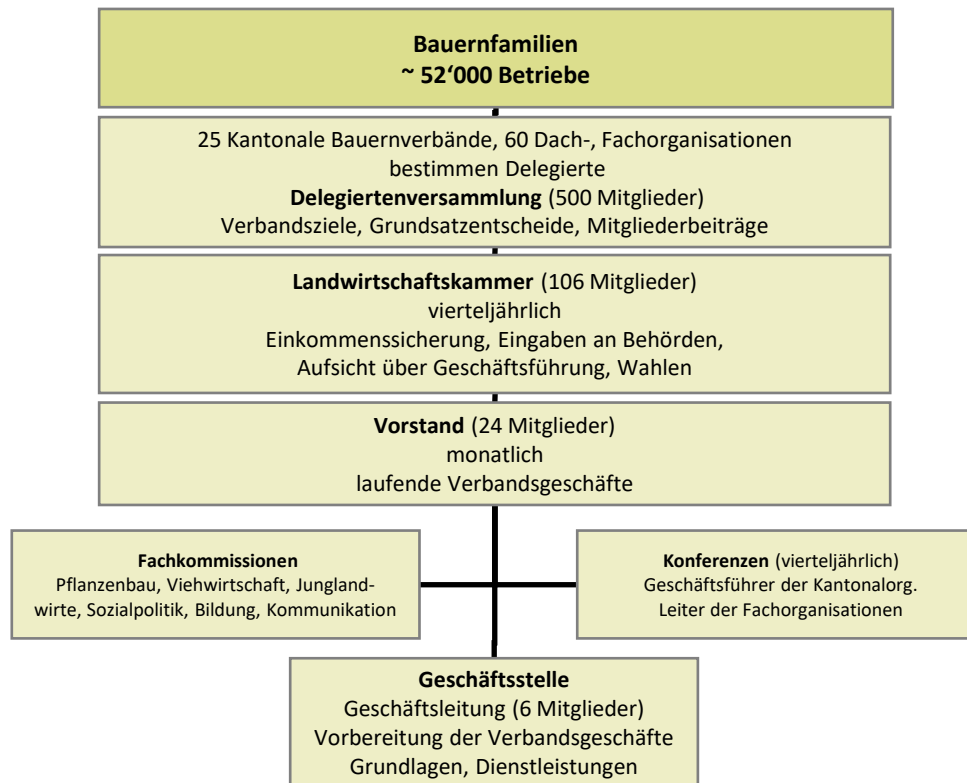 Bauernfamilien
~ 52‘000 Betriebe
25 Kantonale Bauernverbände, 60 Dach-, Fachorganisationen
bestimmen Delegierte
Delegiertenversammlung (500 Mitglieder)
Verbandsziele, Grundsatzentscheide, Mitgliederbeiträge
Landwirtschaftskammer (106 Mitglieder)
vierteljährlich
Einkommenssicherung, Eingaben an Behörden,
Aufsicht über Geschäftsführung, Wahlen
Vorstand (24 Mitglieder)
monatlich
laufende Verbandsgeschäfte
Fachkommissionen
Pflanzenbau, Viehwirtschaft, Jungland-
wirte, Sozialpolitik, Bildung, Kommunikation
Konferenzen (vierteljährlich)
Geschäftsführer der Kantonalorg.
Leiter der Fachorganisationen
Geschäftsstelle
Geschäftsleitung (6 Mitglieder)
Vorbereitung der Verbandsgeschäfte
Grundlagen, Dienstleistungen